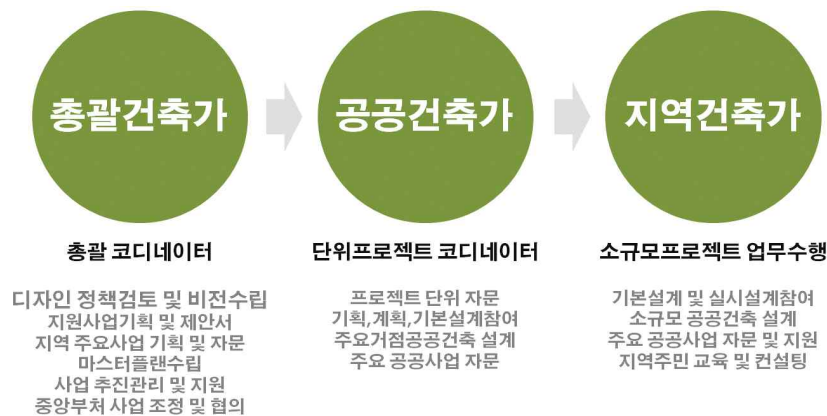 총괄건축가
총괄 코디네이터
디자인 정책검토 및 비전수립
지원사업기획 및 제안서
지역 주요사업 기획 및 자문
마스터플랜수립
사업 추진관리 및 지원
중앙부처 사업 조정 및 협의
공공건축가
단위프로젝트 코디네이터
프로젝트 단위 자문
기획,계획,기본설계참여
주요거점공공건축 설계
주요 공공사업 자문
지역건축가
소규모프로젝트 업무수행
기본설계 및 실시설계참여
소규모 공공건축 설계
주요 공공사업 자문 및 지원
지역주민 교육 및 컨설팅